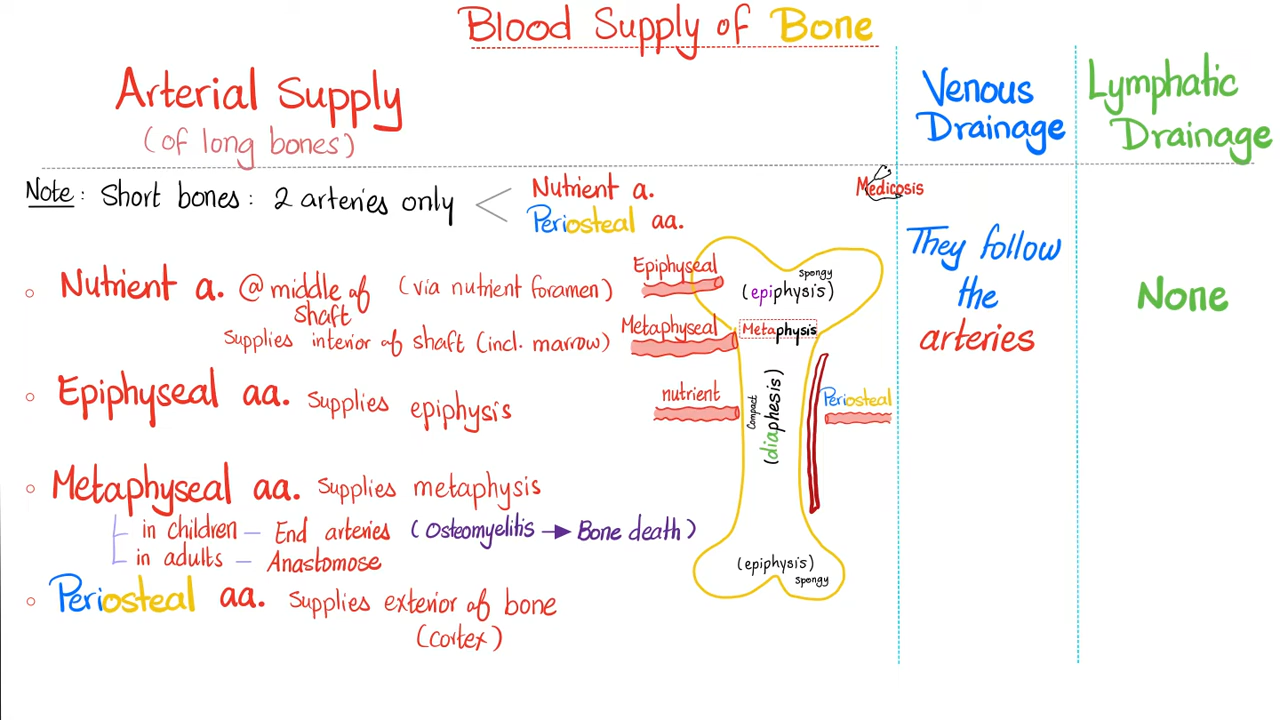 Blood Supply of Bone
Arterial Supply
(of long bones)
Venous
Drainage
Lymphatic
Drainage
Note: Short bones: 2 arteries only < Nutrient a.
Periosteal aa.
Medicosis
They follow
the
arteries
None
Nutrient a. @ middle of (via nutrient foramen)
shaft
Supplies interior of shaft (incl. marrow)
Epiphyseal aa. Supplies epiphysis
Metaphyseal aa. Supplies metaphysis
in children – End arteries (Osteomyelitis → Bone death)
in adults – Anastomose
Periosteal aa. Supplies exterior of bone
(cortex)
Epiphyseal
spongy
(epiphysis)
Metaphyseal
Metaphysis
nutrient
Compact
(diaphesis)
Periosteal
(epiphysis)
spongy